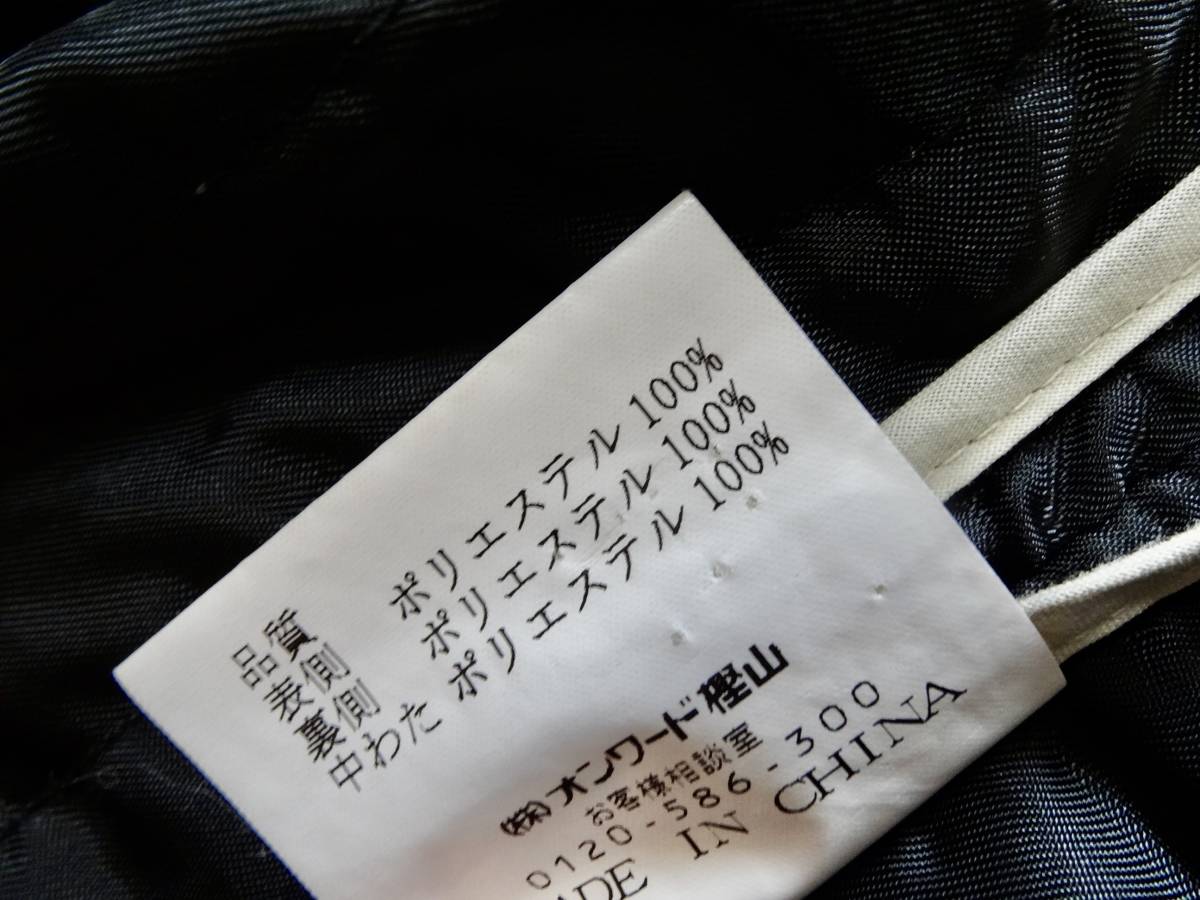 品質
表側 ポリエステル 100%
裏側 ポリエステル 100%
中わた ポリエステル 100%
㈱オンワード樫山
お客様相談室
0120-586-300
MADE IN CHINA